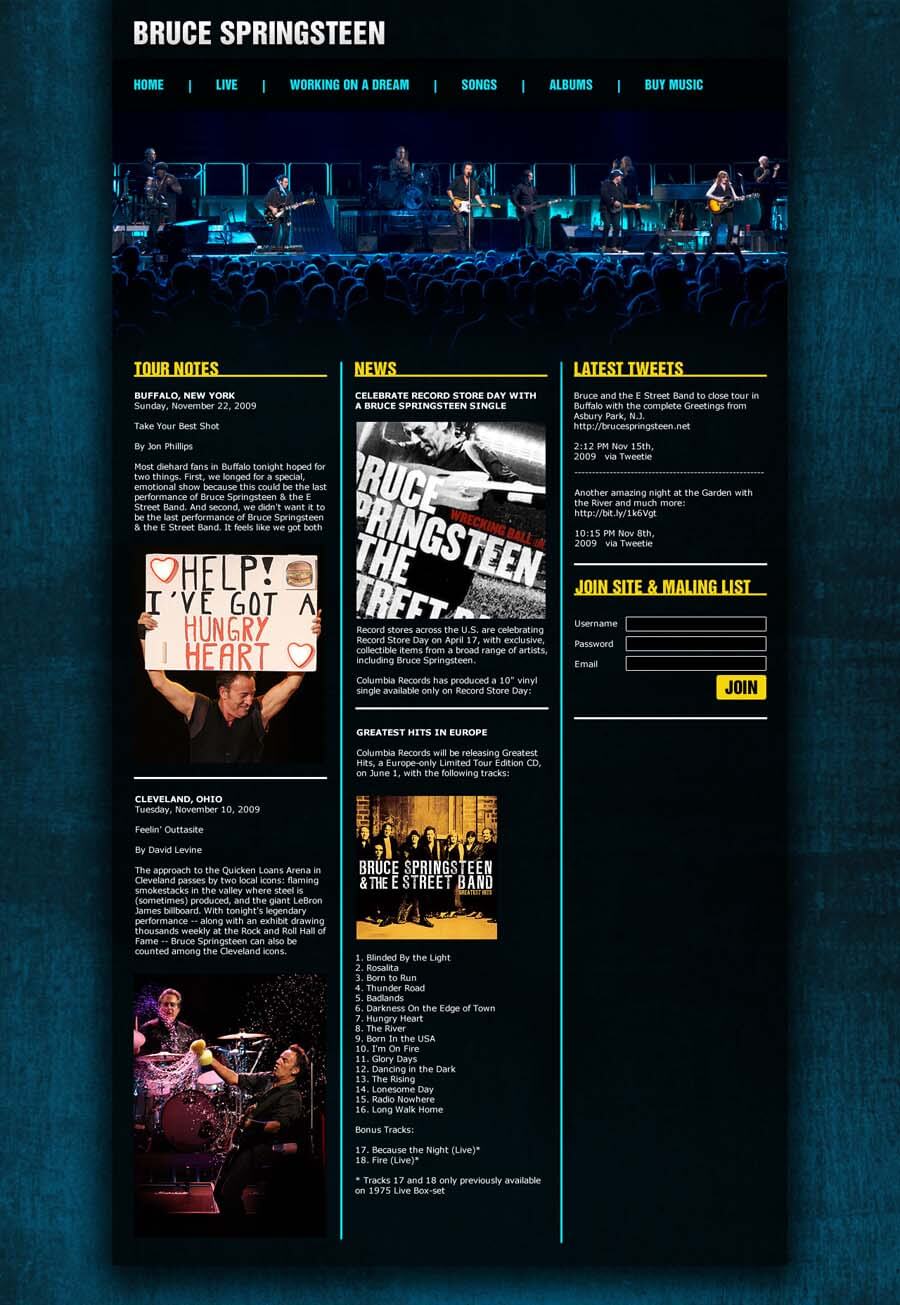 BRUCE SPRINGSTEEN
HOME | LIVE | WORKING ON A DREAM | SONGS | ALBUMS | BUY MUSIC
TOUR NOTES
BUFFALO, NEW YORK
Sunday, November 22, 2009
Take Your Best Shot
By Jon Phillips
Most diehard fans in Buffalo tonight hoped for
two things. First, we longed for a special,
emotional show because this could be the last
performance of Bruce Springsteen & the E
Street Band. And second, we didn't want it to
be the last performance of Bruce Springsteen
& the E Street Band. It feels like we got both
HELP!
I'VE GOT A
HUNGRY
HEART
CLEVELAND, OHIO
Tuesday, November 10, 2009
Feelin' Outtasite
By David Levine
The approach to the Quicken Loans Arena in
Cleveland passes by two local icons: flaming
smokestacks in the valley where steel is
(sometimes) produced, and the giant LeBron
James billboard. With tonight's legendary
performance -- along with an exhibit drawing
thousands weekly at the Rock and Roll Hall of
Fame -- Bruce Springsteen can also be
counted among the Cleveland icons.
NEWS
CELEBRATE RECORD STORE DAY WITH
A BRUCE SPRINGSTEEN SINGLE
BRUCE
SPRINGSTEEN
WRECKING BALL
THE
STREET
Record stores across the U.S. are celebrating
Record Store Day on April 17, with exclusive,
collectible items from a broad range of artists,
including Bruce Springsteen.
Columbia Records has produced a 10" vinyl
single available only on Record Store Day:
GREATEST HITS IN EUROPE
Columbia Records will be releasing Greatest
Hits, a Europe-only Limited Tour Edition CD,
on June 1, with the following tracks:
BRUCE SPRINGSTEEN
& THE E STREET BAND
GREATEST HITS
1. Blinded By the Light
2. Rosalita
3. Born to Run
4. Thunder Road
5. Badlands
6. Darkness On the Edge of Town
7. Hungry Heart
8. The River
9. Born In the USA
10. I'm On Fire
11. Glory Days
12. Dancing in the Dark
13. The Rising
14. Lonesome Day
15. Radio Nowhere
16. Long Walk Home
Bonus Tracks:
17. Because the Night (Live)*
18. Fire (Live)*
* Tracks 17 and 18 only previously available
on 1975 Live Box-set
LATEST TWEETS
Bruce and the E Street Band to close tour in
Buffalo with the complete Greetings from
Asbury Park, N.J.
http://brucespringsteen.net
2:12 PM Nov 15th,
2009 via Tweetie
Another amazing night at the Garden with
the River and much more:
http://bit.ly/1k6Vgt
10:15 PM Nov 8th,
2009 via Tweetie
JOIN SITE & MALING LIST
Username
Password
Email
JOIN